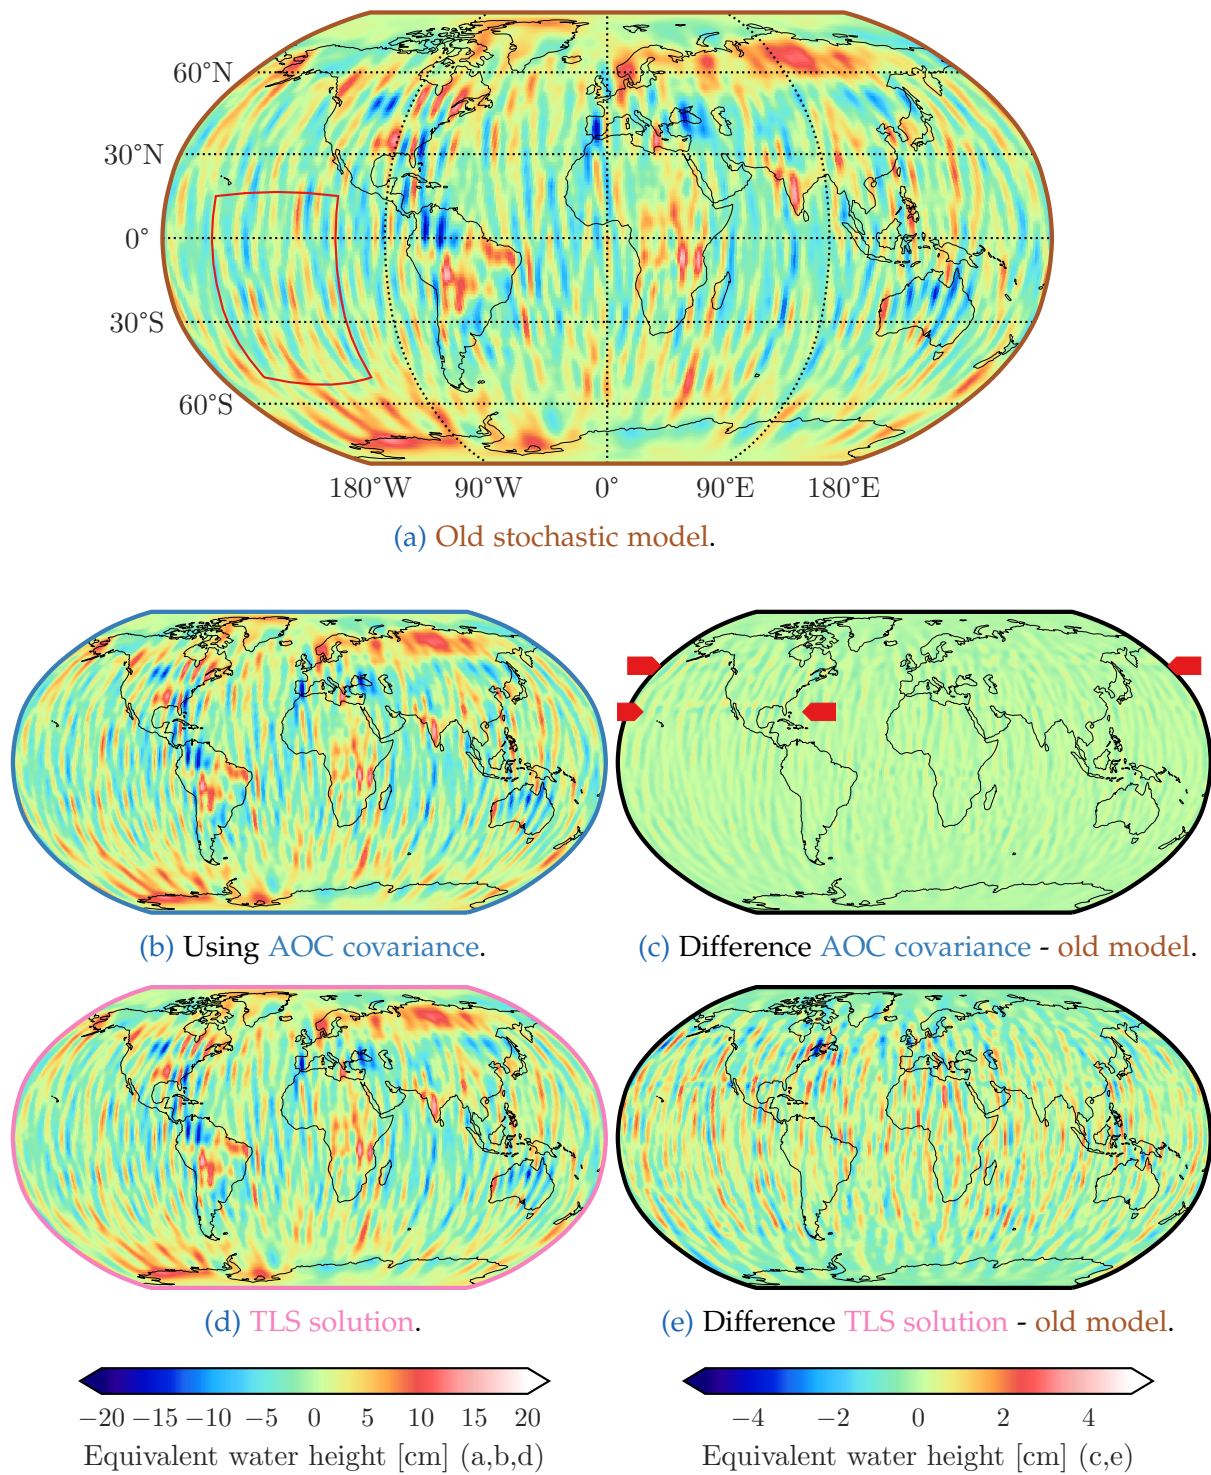 60°N
30°N
0°
30°S
60°S
180°W 90°W 0° 90°E 180°E
(a) Old stochastic model.
(b) Using AOC covariance.
(c) Difference AOC covariance - old model.
(d) TLS solution.
(e) Difference TLS solution - old model.
−20 −15 −10 −5 0 5 10 15 20
Equivalent water height [cm] (a,b,d)
−4 −2 0 2 4
Equivalent water height [cm] (c,e)